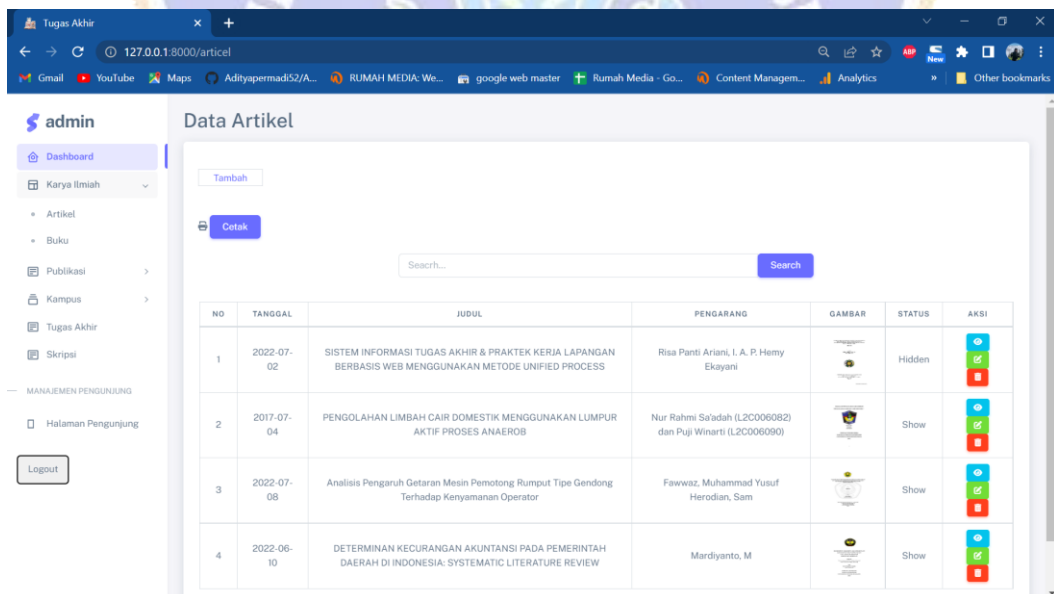 Tugas Akhir
127.0.0.1:8000/articel
ABP
New
Gmail YouTube Maps Adityapermadi52/A... RUMAH MEDIA: We... google web master Rumah Media - Go... Content Managem... Analytics » Other bookmarks
admin
Dashboard
Karya Ilmiah
Artikel
Buku
Publikasi
Kampus
Tugas Akhir
Skripsi
MANAJEMEN PENGUNJUNG
Halaman Pengunjung
Logout
Data Artikel
Tambah
Cetak
Seacrh...
Search
NO TANGGAL JUDUL PENGARANG GAMBAR STATUS AKSI
1 2022-07-02 SISTEM INFORMASI TUGAS AKHIR & PRAKTEK KERJA LAPANGAN BERBASIS WEB MENGGUNAKAN METODE UNIFIED PROCESS Risa Panti Ariani, I. A. P. Hemy Ekayani Hidden
2 2017-07-04 PENGOLAHAN LIMBAH CAIR DOMESTIK MENGGUNAKAN LUMPUR AKTIF PROSES ANAEROB Nur Rahmi Sa'adah (L2C006082) dan Puji Winarti (L2C006090) Show
3 2022-07-08 Analisis Pengaruh Getaran Mesin Pemotong Rumput Tipe Gendong Terhadap Kenyamanan Operator Fawwaz, Muhammad Yusuf Herodian, Sam Show
4 2022-06-10 DETERMINAN KECURANGAN AKUNTANSI PADA PEMERINTAH DAERAH DI INDONESIA: SYSTEMATIC LITERATURE REVIEW Mardiyanto, M Show